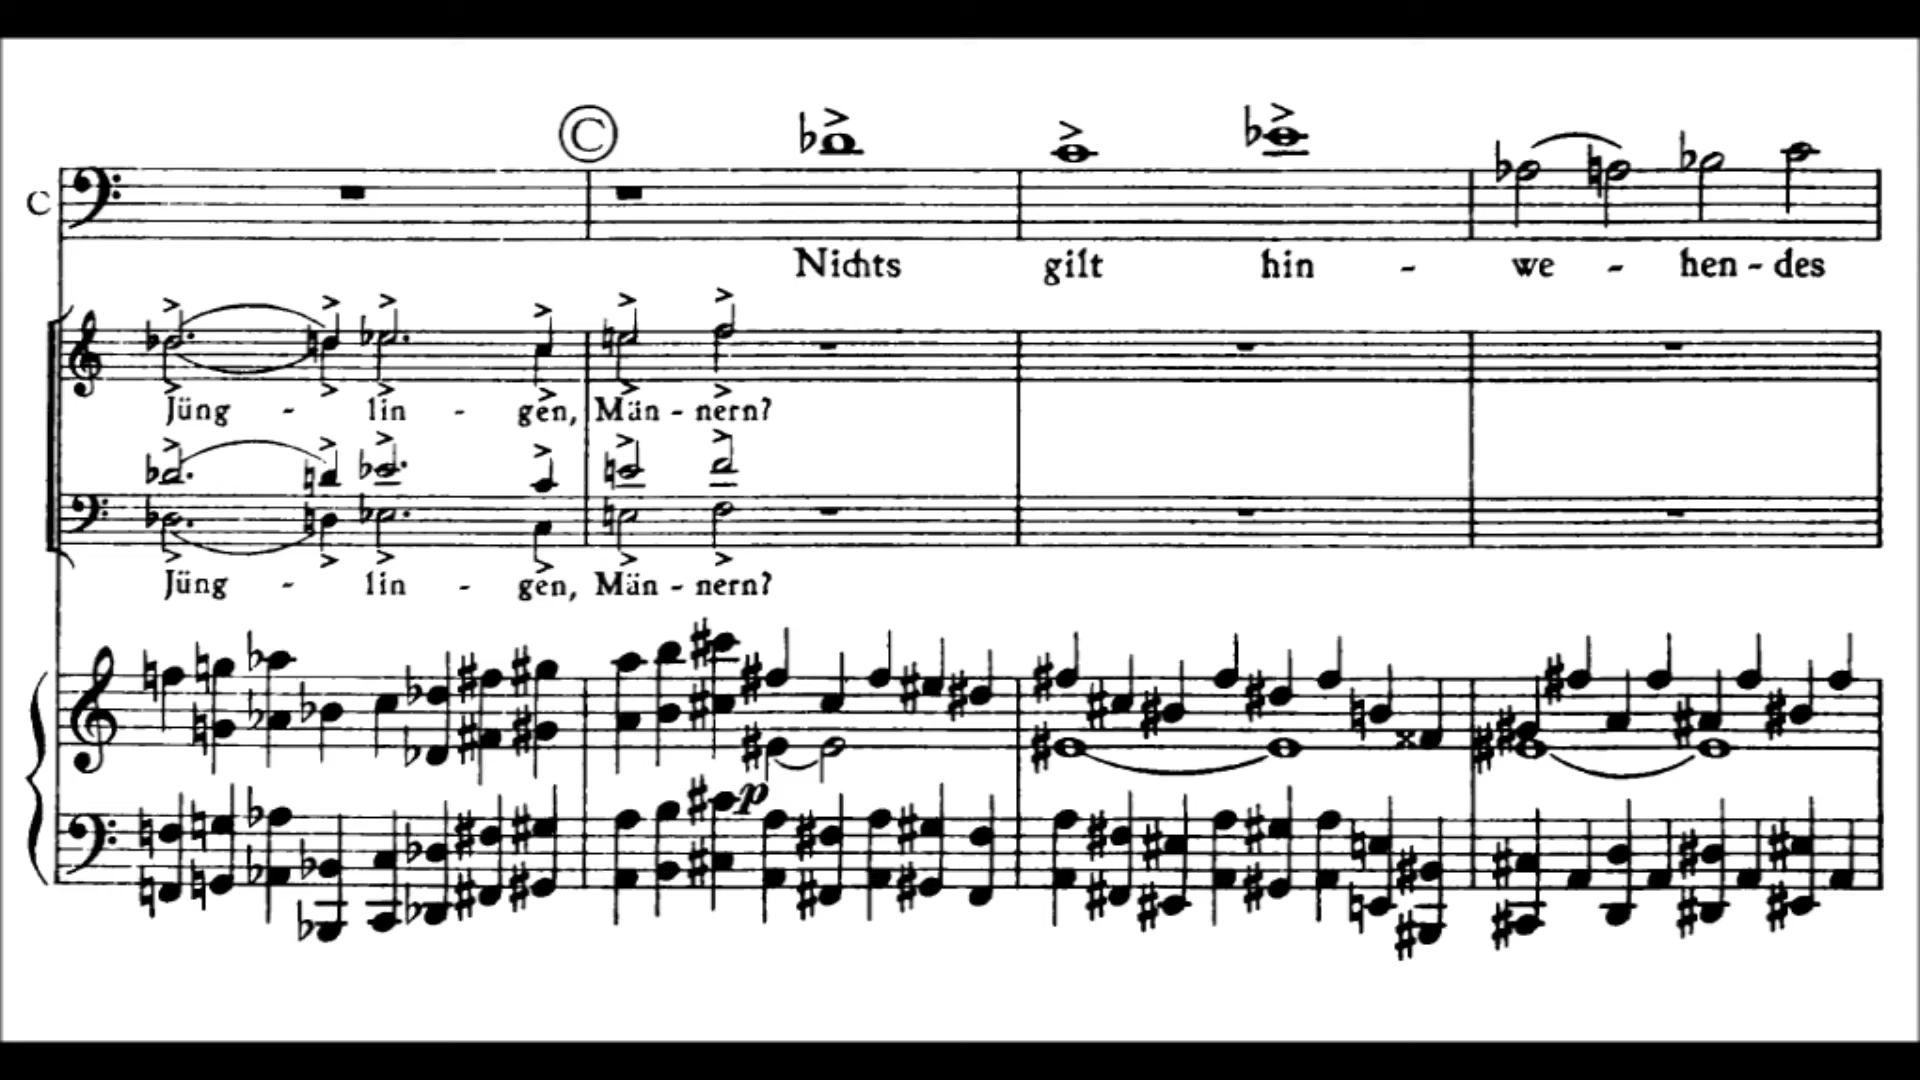 C
C
Nichts gilt hin - we - hen - des
Jüng - lin - gen, Män - nern?
Jüng - lin - gen, Män - nern?
p